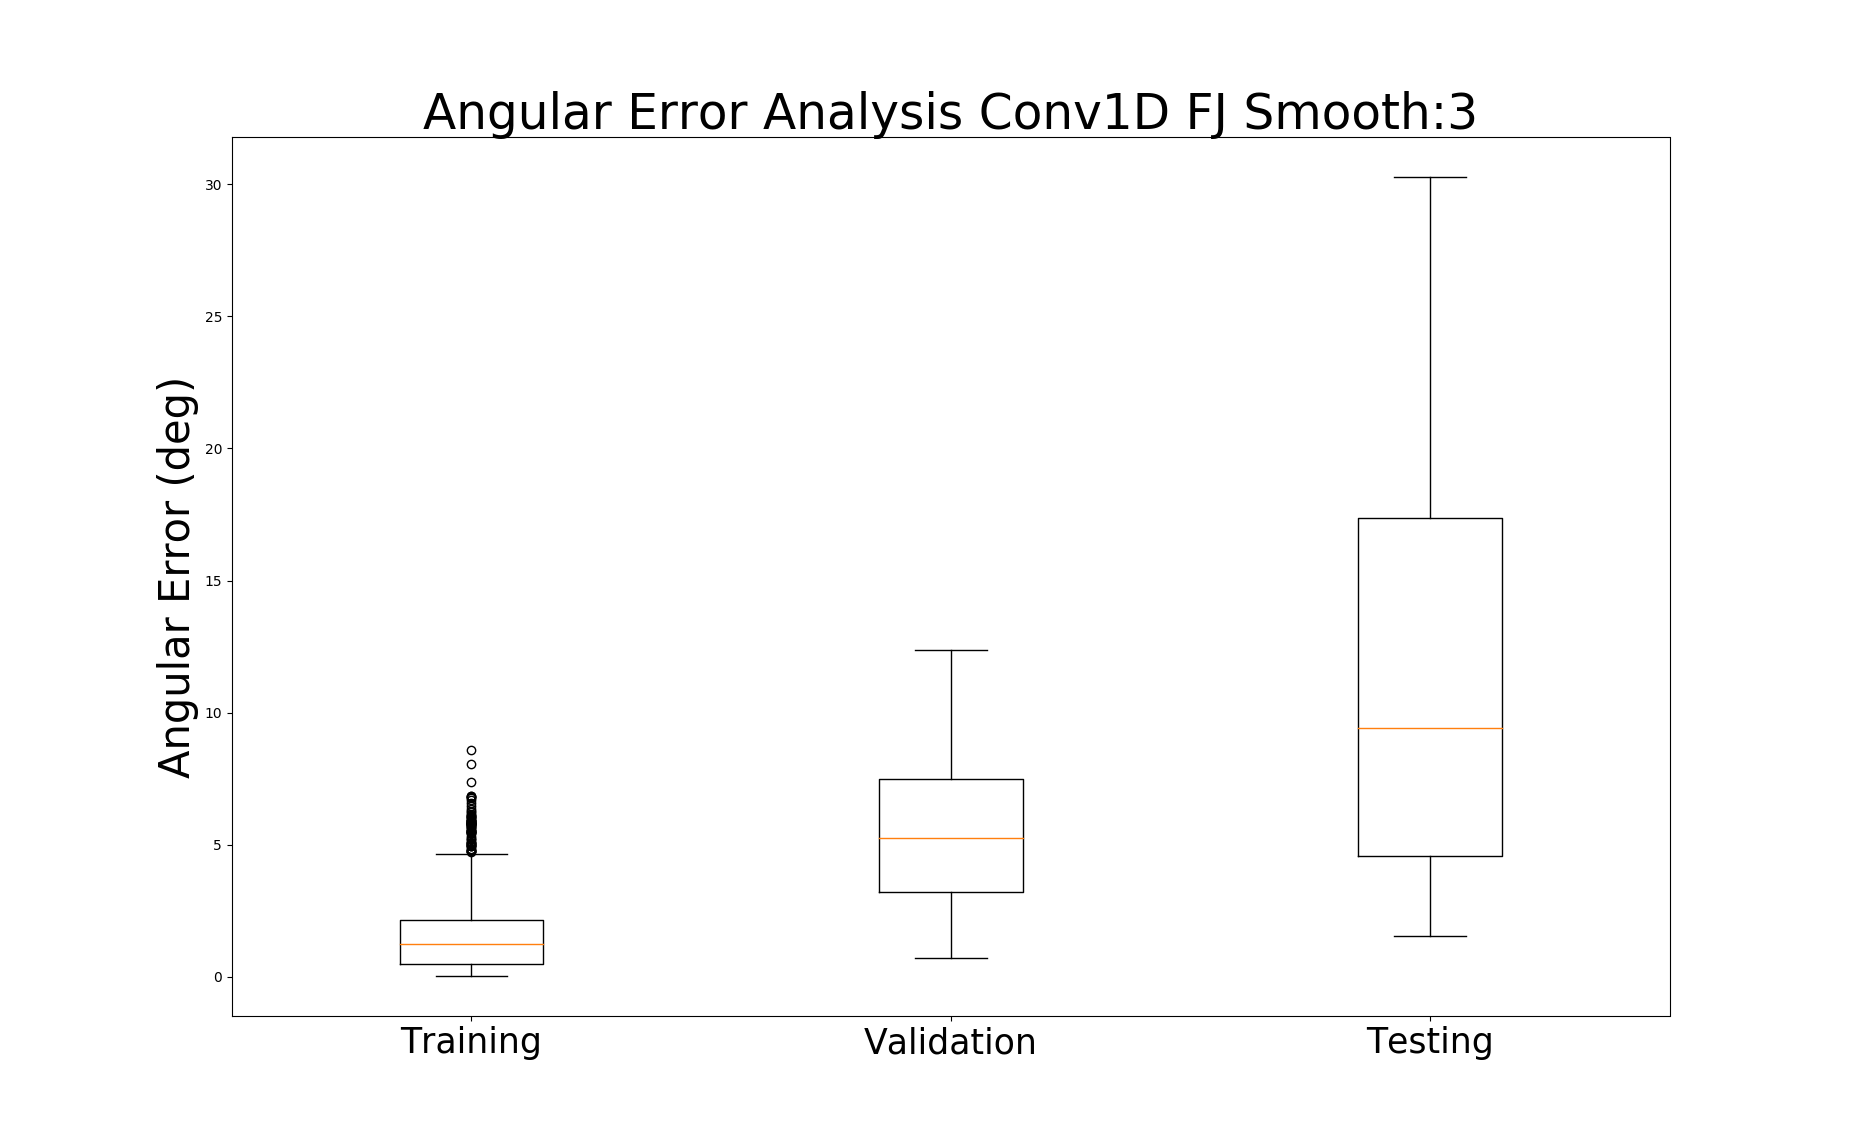 Angular Error Analysis Conv1D FJ Smooth:3
Angular Error (deg)
30
25
20
15
10
5
0
Training Validation Testing